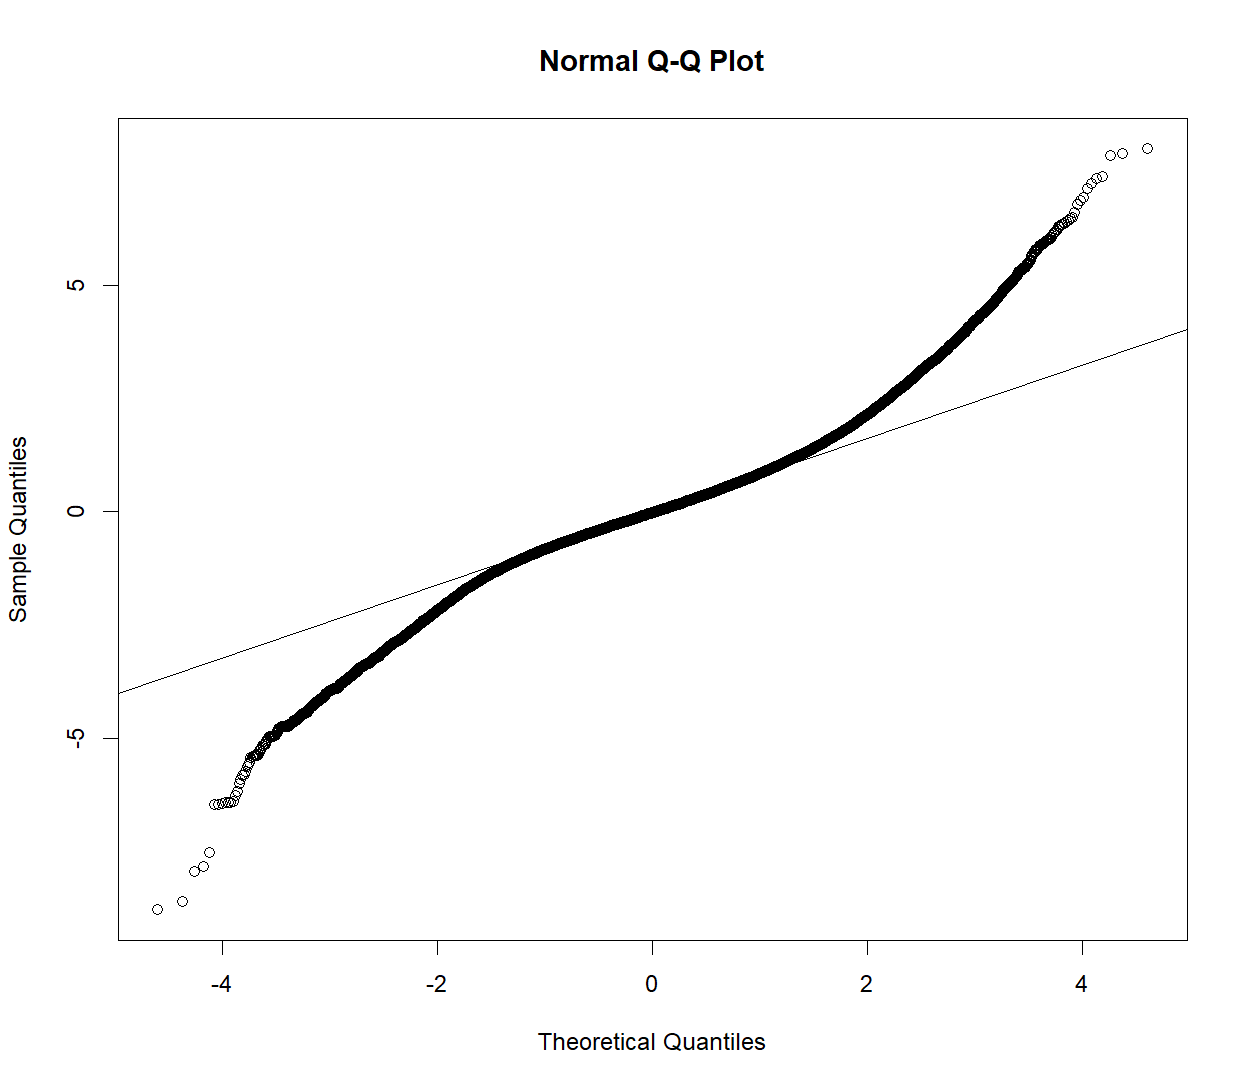 Normal Q-Q Plot
Sample Quantiles
5
0
-5
-4 -2 0 2 4
Theoretical Quantiles